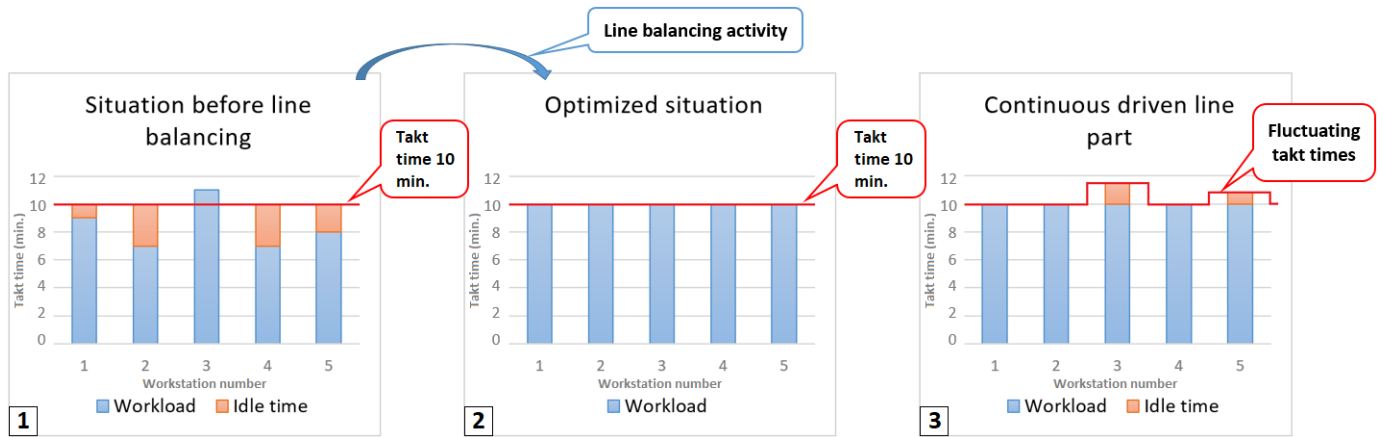 Line balancing activity
Situation before line
balancing
Takt
time 10
min.
12
10
8
6
4
2
0
Takt time (min.)
1 2 3 4 5
Workstation number
Workload Idle time
1
Optimized situation
Takt
time 10
min.
12
10
8
6
4
2
0
Takt time (min.)
1 2 3 4 5
Workstation number
Workload
2
Continuous driven line
part
Fluctuating
takt times
12
10
8
6
4
2
0
Takt time (min.)
1 2 3 4 5
Workstation number
Workload Idle time
3